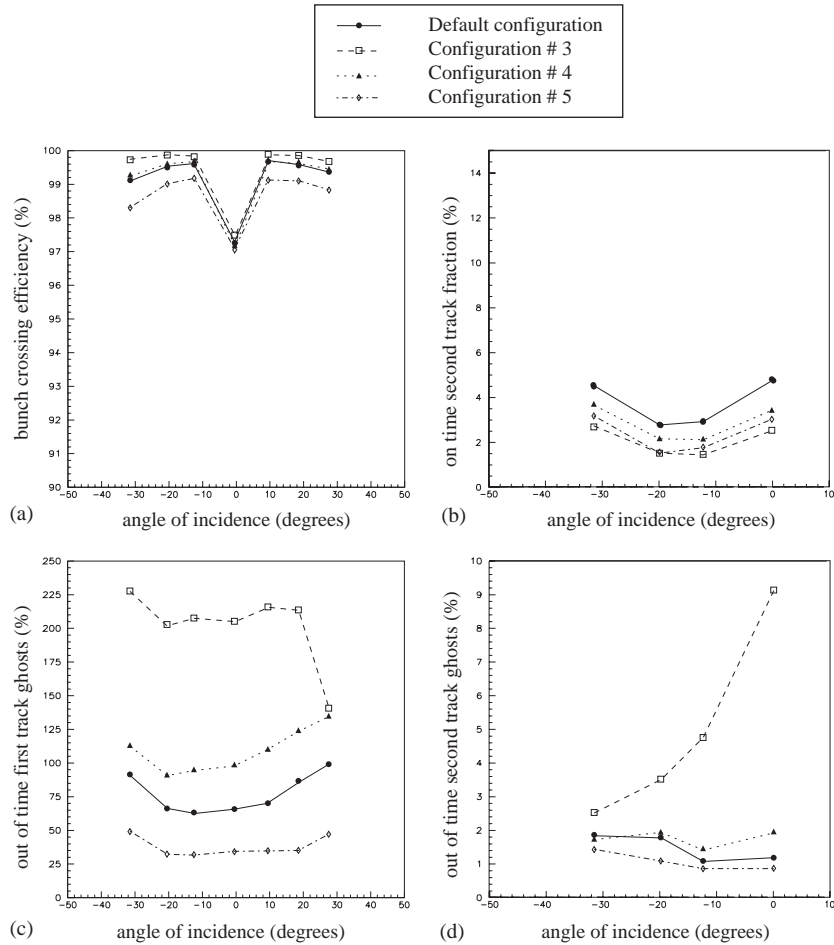 Default configuration
Configuration # 3
Configuration # 4
Configuration # 5
bunch crossing efficiency (%)
100
99
98
97
96
95
94
93
92
91
90
−50 −40 −30 −20 −10 0 10 20 30 40 50
(a) angle of incidence (degrees)
on time second track fraction (%)
14
12
10
8
6
4
2
0
−50 −40 −30 −20 −10 0 10
(b) angle of incidence (degrees)
out of time first track ghosts (%)
250
225
200
175
150
125
100
75
50
25
0
−50 −40 −30 −20 −10 0 10 20 30 40 50
(c) angle of incidence (degrees)
out of time second track ghosts (%)
10
9
8
7
6
5
4
3
2
1
0
−50 −40 −30 −20 −10 0 10
(d) angle of incidence (degrees)